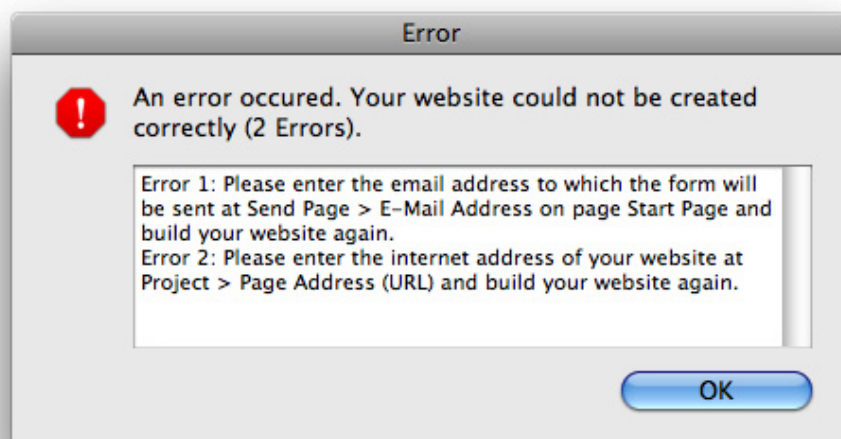 Error
An error occured. Your website could not be created
correctly (2 Errors).
Error 1: Please enter the email address to which the form will
be sent at Send Page > E-Mail Address on page Start Page and
build your website again.
Error 2: Please enter the internet address of your website at
Project > Page Address (URL) and build your website again.
OK